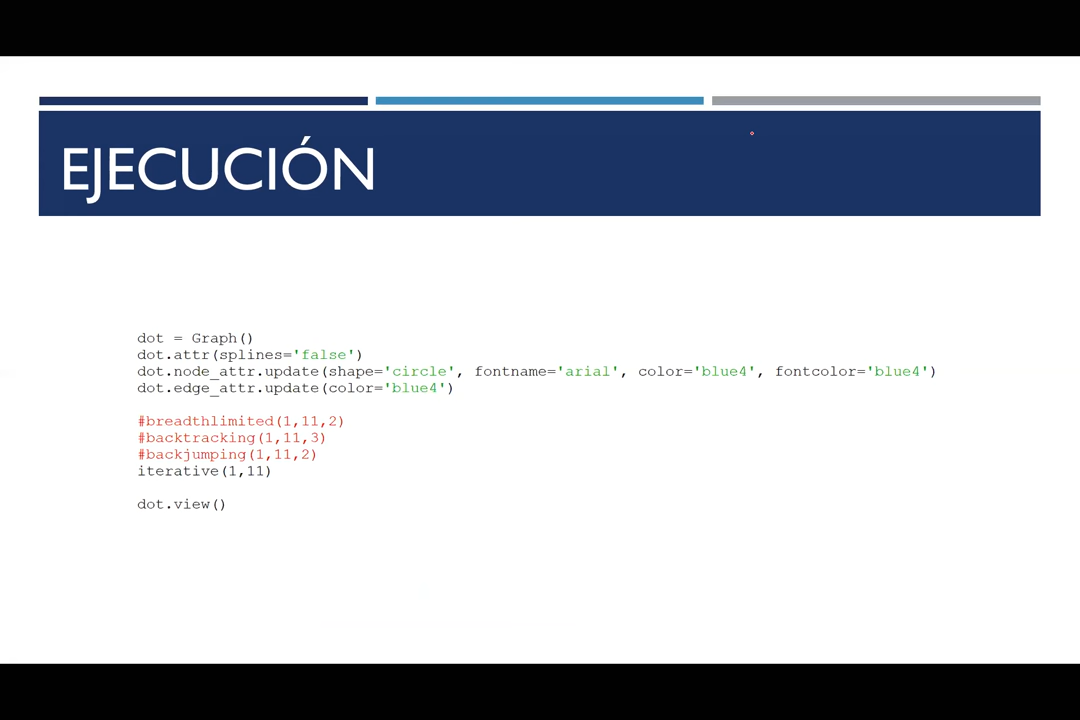 EJECUCIÓN
dot = Graph()
dot.attr(splines='false')
dot.node_attr.update(shape='circle', fontname='arial', color='blue4', fontcolor='blue4')
dot.edge_attr.update(color='blue4')
#breadthlimited(1,11,2)
#backtracking(1,11,3)
#backjumping(1,11,2)
iterative(1,11)
dot.view()